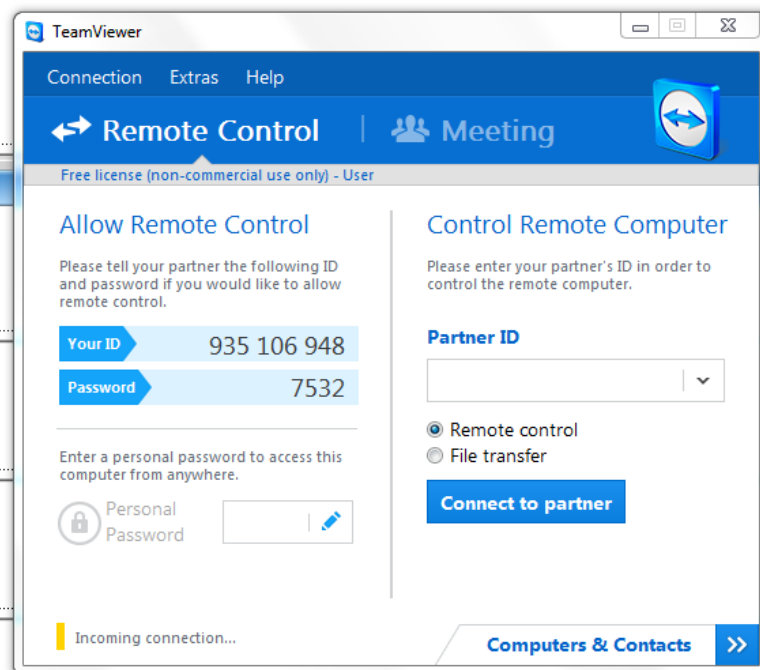 TeamViewer
Connection Extras Help
Remote Control Meeting
Free license (non-commercial use only) - User
Allow Remote Control
Please tell your partner the following ID
and password if you would like to allow
remote control.
Your ID 935 106 948
Password 7532
Enter a personal password to access this
computer from anywhere.
Personal
Password
Control Remote Computer
Please enter your partner's ID in order to
control the remote computer.
Partner ID
Remote control
File transfer
Connect to partner
Incoming connection...
Computers & Contacts